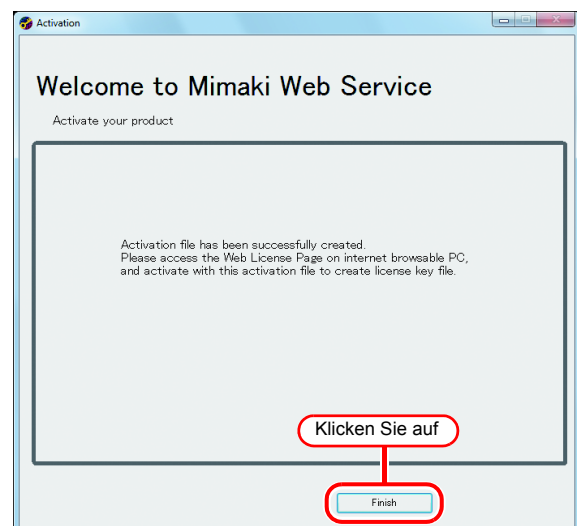 Activation
Welcome to Mimaki Web Service
Activate your product
Activation file has been successfully created.
Please access the Web License Page on internet browsable PC,
and activate with this activation file to create license key file.
Klicken Sie auf
Finish